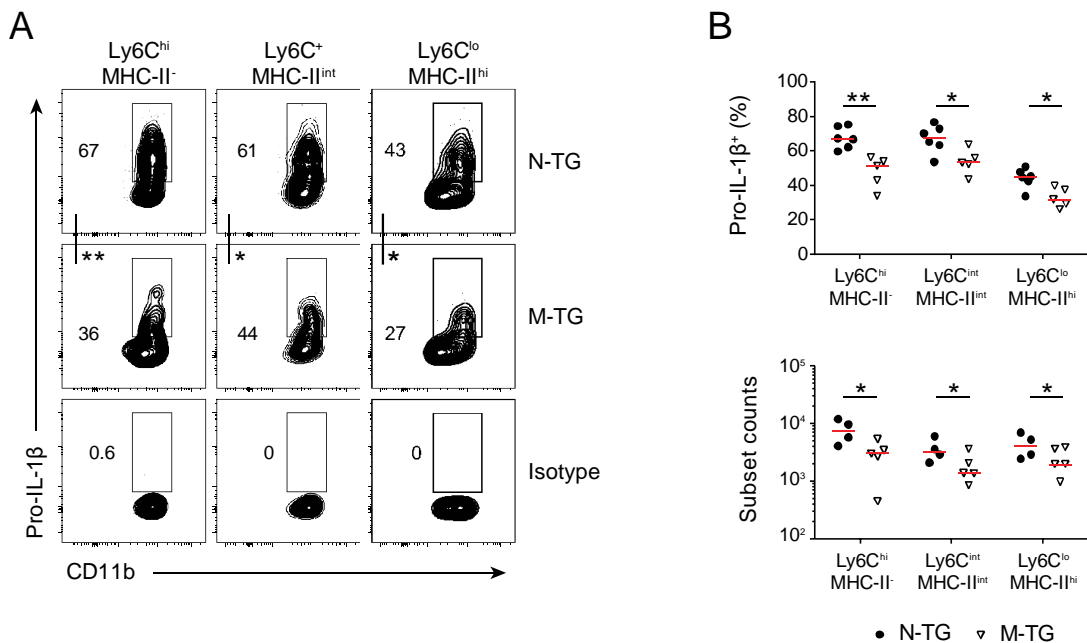 A
Ly6Chi
MHC-II-
Ly6C+
MHC-IIint
Ly6Clo
MHC-IIhi
67
61
43
N-TG
**
*
*
36
44
27
M-TG
0.6
0
0
Isotype
Pro-IL-1β
CD11b
B
Pro-IL-1β+ (%)
100
80
60
40
20
0
**
*
*
Ly6Chi
MHC-II-
Ly6Cint
MHC-IIint
Ly6Clo
MHC-IIhi
Subset counts
10⁵
10⁴
10³
10²
*
*
*
Ly6Chi
MHC-II-
Ly6Cint
MHC-IIint
Ly6Clo
MHC-IIhi
N-TG
M-TG